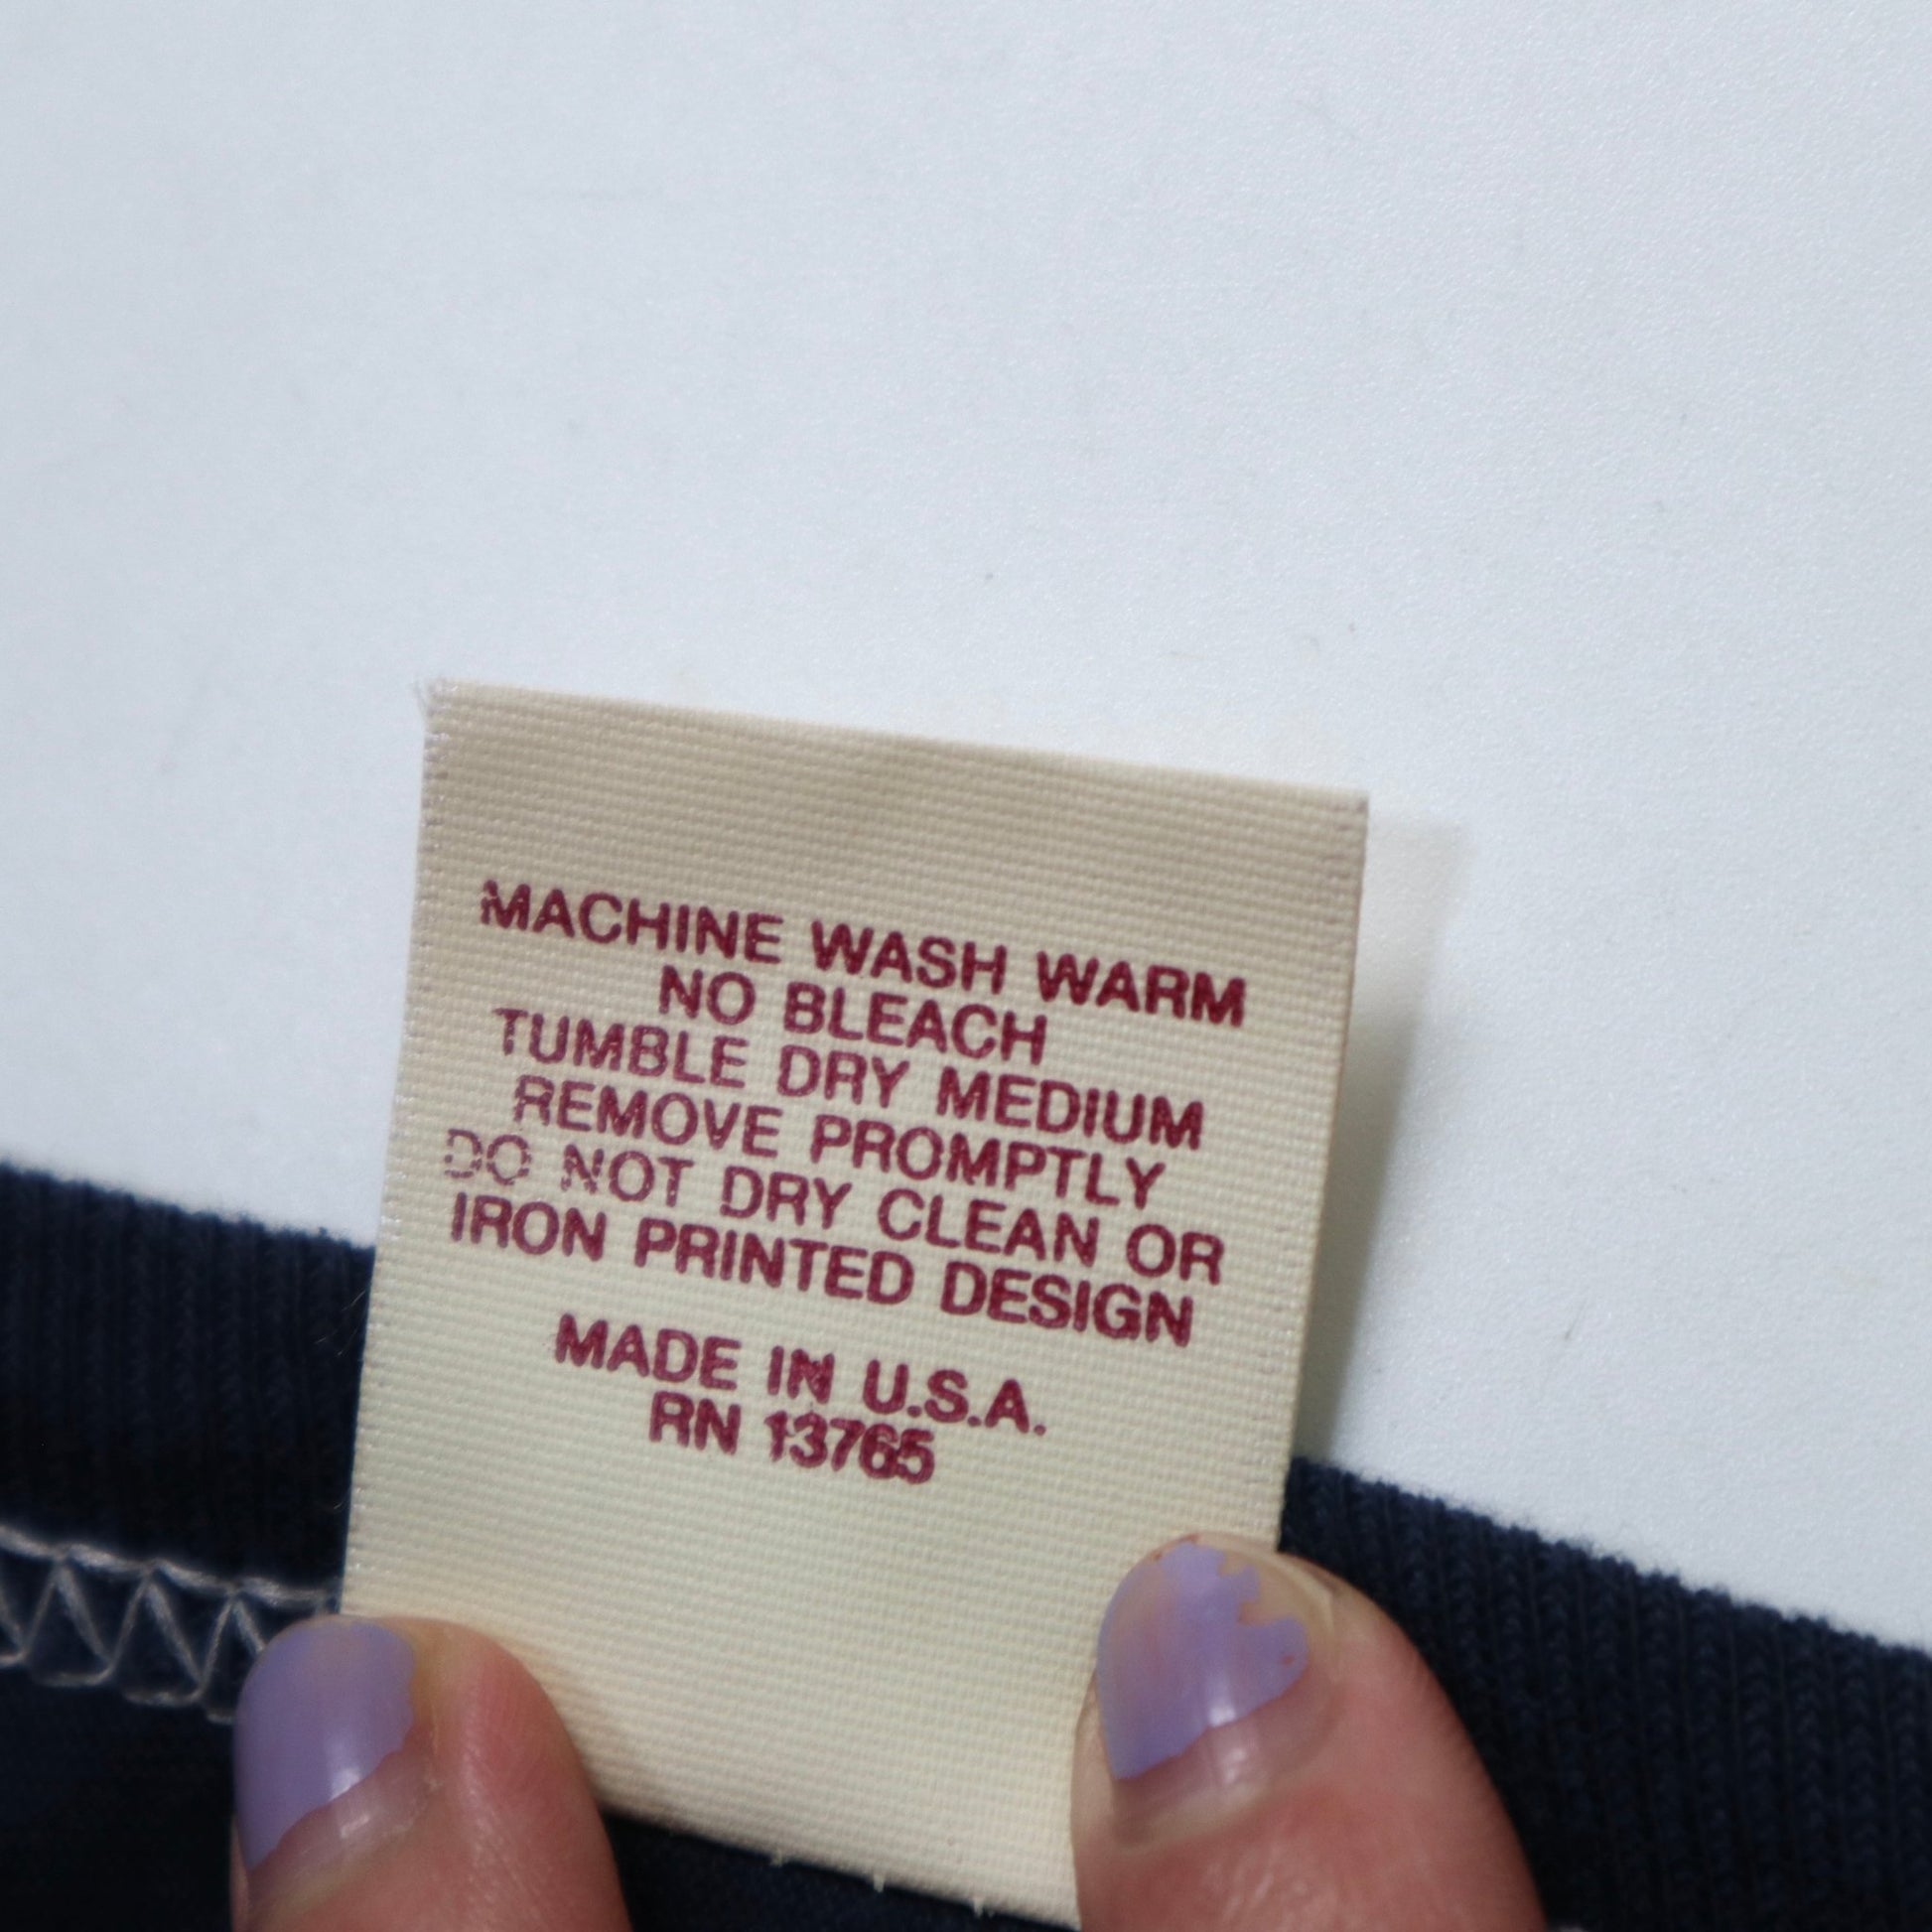 MACHINE WASH WARM
NO BLEACH
TUMBLE DRY MEDIUM
REMOVE PROMPTLY
DO NOT DRY CLEAN OR
IRON PRINTED DESIGN
MADE IN U.S.A.
RN 13765